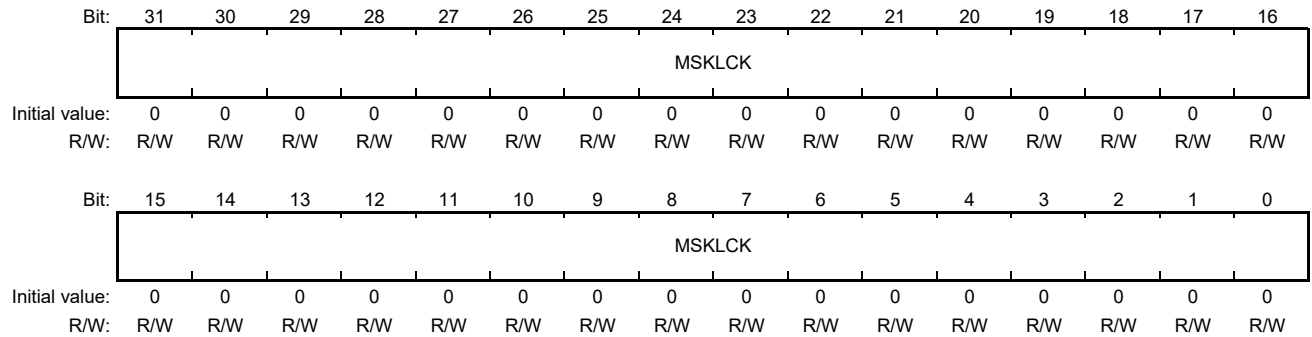 Bit: 31 30 29 28 27 26 25 24 23 22 21 20 19 18 17 16
MSKLCK
Initial value: 0 0 0 0 0 0 0 0 0 0 0 0 0 0 0 0
R/W: R/W R/W R/W R/W R/W R/W R/W R/W R/W R/W R/W R/W R/W R/W R/W R/W
Bit: 15 14 13 12 11 10 9 8 7 6 5 4 3 2 1 0
MSKLCK
Initial value: 0 0 0 0 0 0 0 0 0 0 0 0 0 0 0 0
R/W: R/W R/W R/W R/W R/W R/W R/W R/W R/W R/W R/W R/W R/W R/W R/W R/W